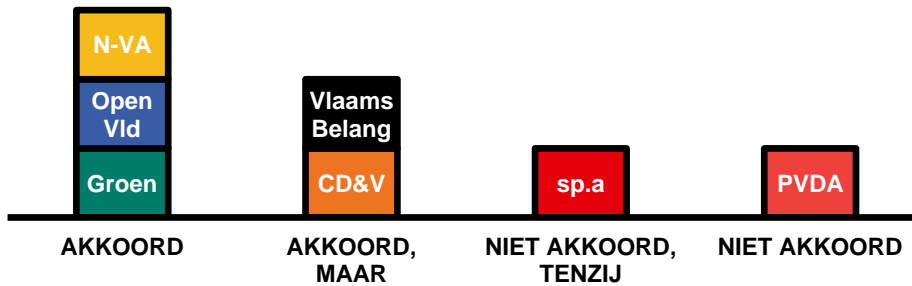 N-VA
Open
Vld
Groen
Vlaams
Belang
CD&V
sp.a
PVDA
AKKOORD
AKKOORD,
MAAR
NIET AKKOORD,
TENZIJ
NIET AKKOORD